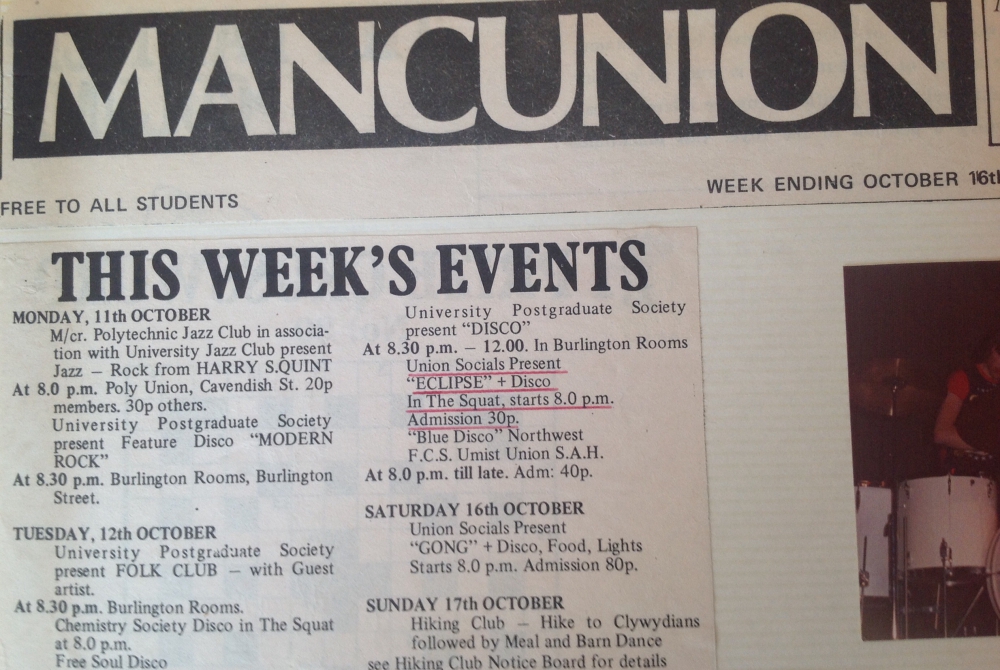 MANCUNION
FREE TO ALL STUDENTS
WEEK ENDING OCTOBER 16th
THIS WEEK'S EVENTS
MONDAY, 11th OCTOBER
M/cr. Polytechnic Jazz Club in associa-
tion with University Jazz Club present
Jazz — Rock from HARRY S.QUINT
At 8.0 p.m. Poly Union, Cavendish St. 20p
members. 30p others.
University Postgraduate Society
present Feature Disco “MODERN
ROCK”
At 8.30 p.m. Burlington Rooms, Burlington
Street.
TUESDAY, 12th OCTOBER
University Postgraduate Society
present FOLK CLUB — with Guest
artist.
At 8.30 p.m. Burlington Rooms.
Chemistry Society Disco in The Squat
at 8.0 p.m.
Free Soul Disco
University Postgraduate Society
present “DISCO”
At 8.30 p.m. — 12.00. In Burlington Rooms
Union Socials Present
“ECLIPSE” + Disco
In The Squat, starts 8.0 p.m.
Admission 30p.
“Blue Disco” Northwest
F.C.S. Umist Union S.A.H.
At 8.0 p.m. till late. Adm: 40p.
SATURDAY 16th OCTOBER
Union Socials Present
“GONG” + Disco, Food, Lights
Starts 8.0 p.m. Admission 80p.
SUNDAY 17th OCTOBER
Hiking Club — Hike to Clywydians
followed by Meal and Barn Dance
see Hiking Club Notice Board for details